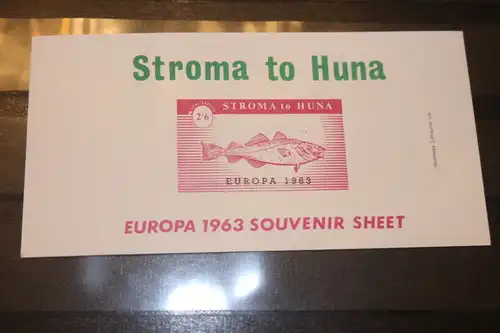 Stroma to Huna
2/6
STROMA to HUNA
EUROPA 1963
EUROPA 1963 SOUVENIR SHEET